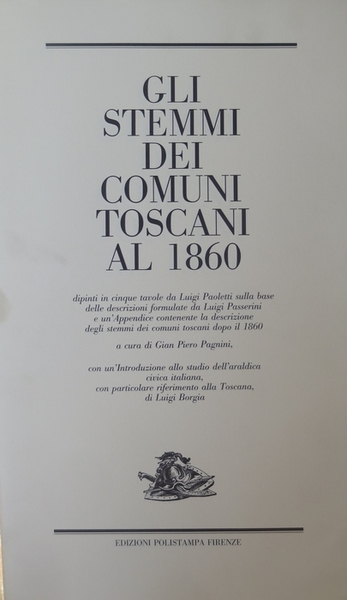 GLI
STEMMI
DEI
COMUNI
TOSCANI
AL 1860
dipinti in cinque tavole da Luigi Paoletti sulla base
delle descrizioni formulate da Luigi Passerini
e un'Appendice contenente la descrizione
degli stemmi dei comuni toscani dopo il 1860
a cura di Gian Piero Pagnini,
con un'Introduzione allo studio dell'araldica
civica italiana,
con particolare riferimento alla Toscana,
di Luigi Borgia
EDIZIONI POLISTAMPA FIRENZE